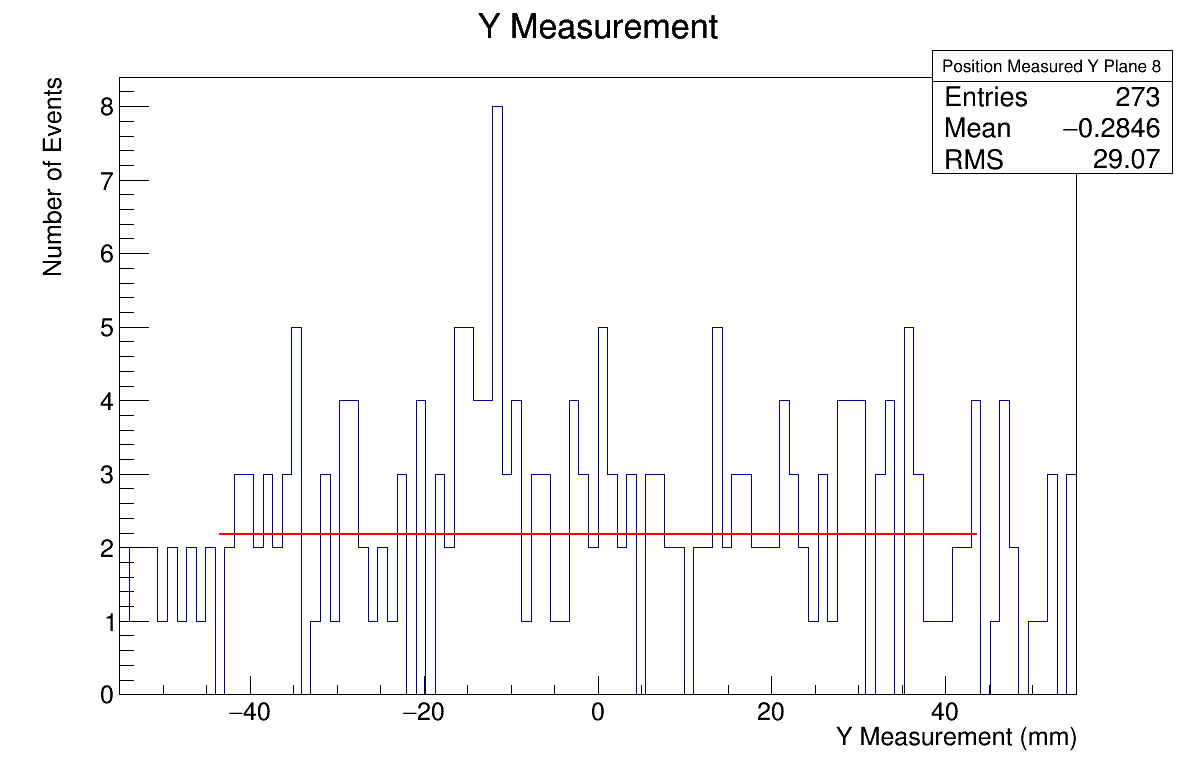 Y Measurement
Position Measured Y Plane 8
Entries 273
Mean −0.2846
RMS 29.07
Number of Events
8
7
6
5
4
3
2
1
0
−40 −20 0 20 40
Y Measurement (mm)